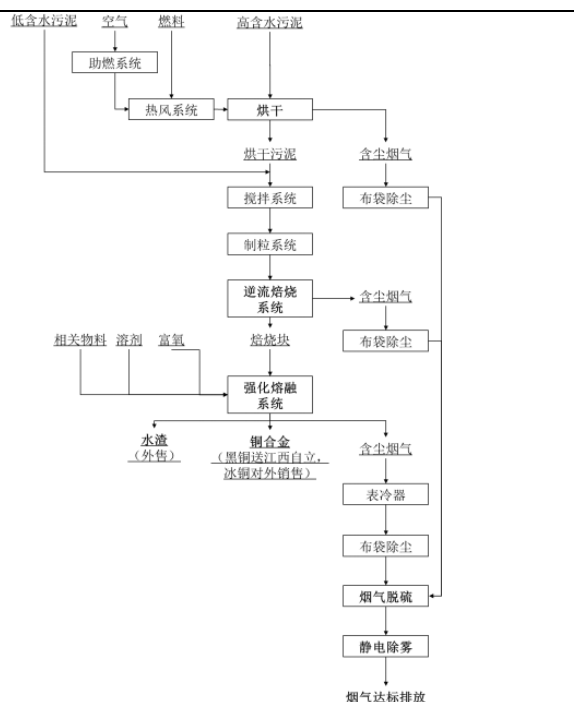 低含水污泥 空气 燃料 高含水污泥
助燃系统
热风系统 烘干
烘干污泥 含尘烟气
搅拌系统 布袋除尘
制粒系统
逆流焙烧
系统
含尘烟气
相关物料 溶剂 富氧 焙烧块 布袋除尘
强化熔融
系统
水渣
（外售）
铜合金
（黑铜送江西自立，
冰铜对外销售）
含尘烟气
表冷器
布袋除尘
烟气脱硫
静电除雾
烟气达标排放